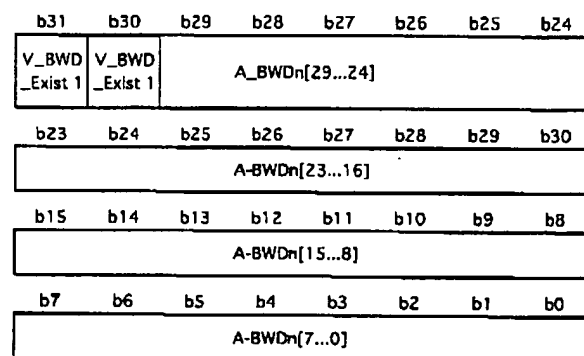 b31 b30 b29 b28 b27 b26 b25 b24
V_BWD V_BWD
_Exist 1 _Exist 1 A_BWDn[29...24]
b23 b24 b25 b26 b27 b28 b29 b30
A-BWDn[23...16]
b15 b14 b13 b12 b11 b10 b9 b8
A-BWDn[15...8]
b7 b6 b5 b4 b3 b2 b1 b0
A-BWDn[7...0]